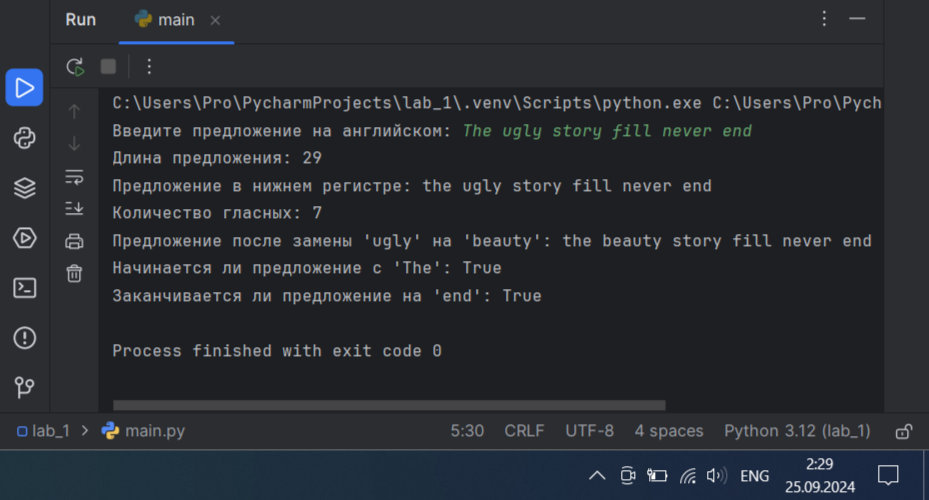 Run main
C:\Users\Pro\PycharmProjects\lab_1\.venv\Scripts\python.exe C:\Users\Pro\Pych
Введите предложение на английском: The ugly story fill never end
Длина предложения: 29
Предложение в нижнем регистре: the ugly story fill never end
Количество гласных: 7
Предложение после замены 'ugly' на 'beauty': the beauty story fill never end
Начинается ли предложение с 'The': True
Заканчивается ли предложение на 'end': True
Process finished with exit code 0
lab_1 > main.py 5:30 CRLF UTF-8 4 spaces Python 3.12 (lab_1)
ENG 2:29
25.09.2024